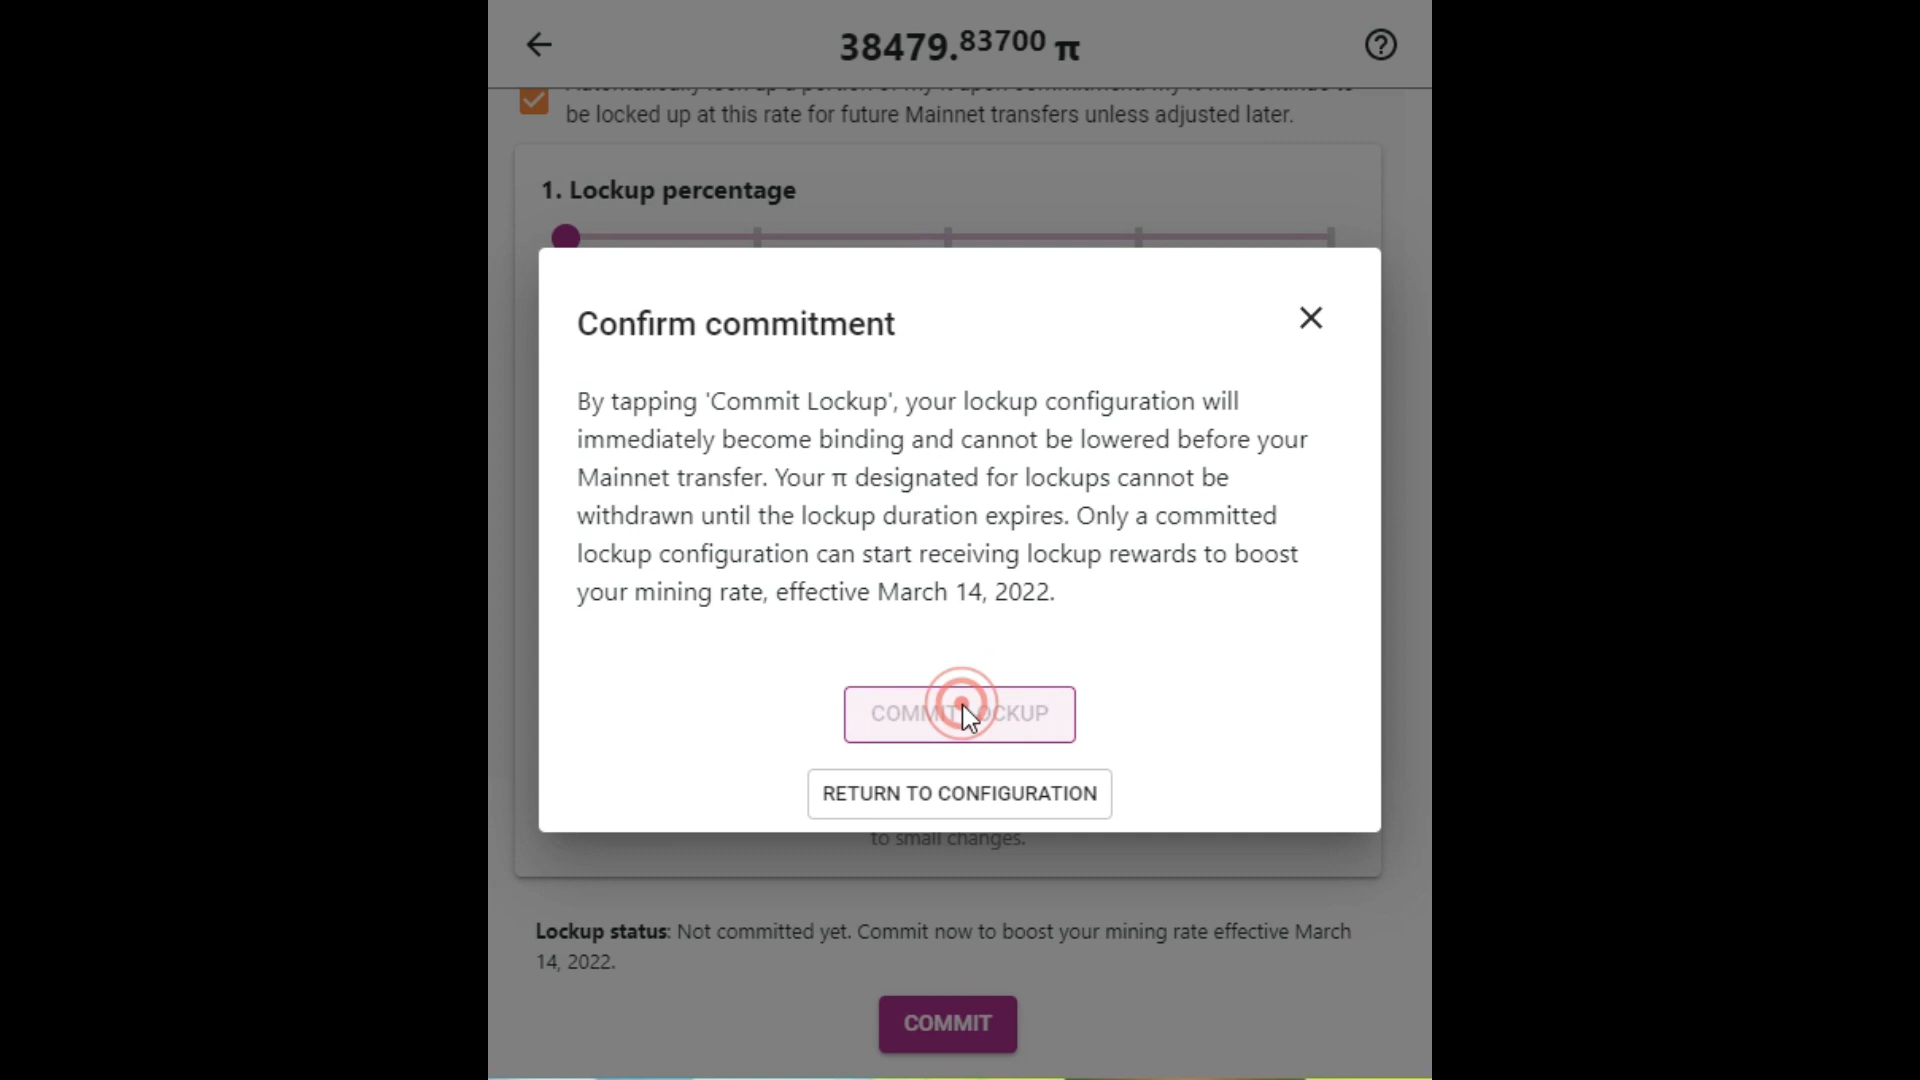 38479.83700 π
be locked up at this rate for future Mainnet transfers unless adjusted later.
1. Lockup percentage
Confirm commitment
By tapping 'Commit Lockup', your lockup configuration will
immediately become binding and cannot be lowered before your
Mainnet transfer. Your π designated for lockups cannot be
withdrawn until the lockup duration expires. Only a committed
lockup configuration can start receiving lockup rewards to boost
your mining rate, effective March 14, 2022.
COMMIT LOCKUP
RETURN TO CONFIGURATION
to small changes.
Lockup status: Not committed yet. Commit now to boost your mining rate effective March
14, 2022.
COMMIT